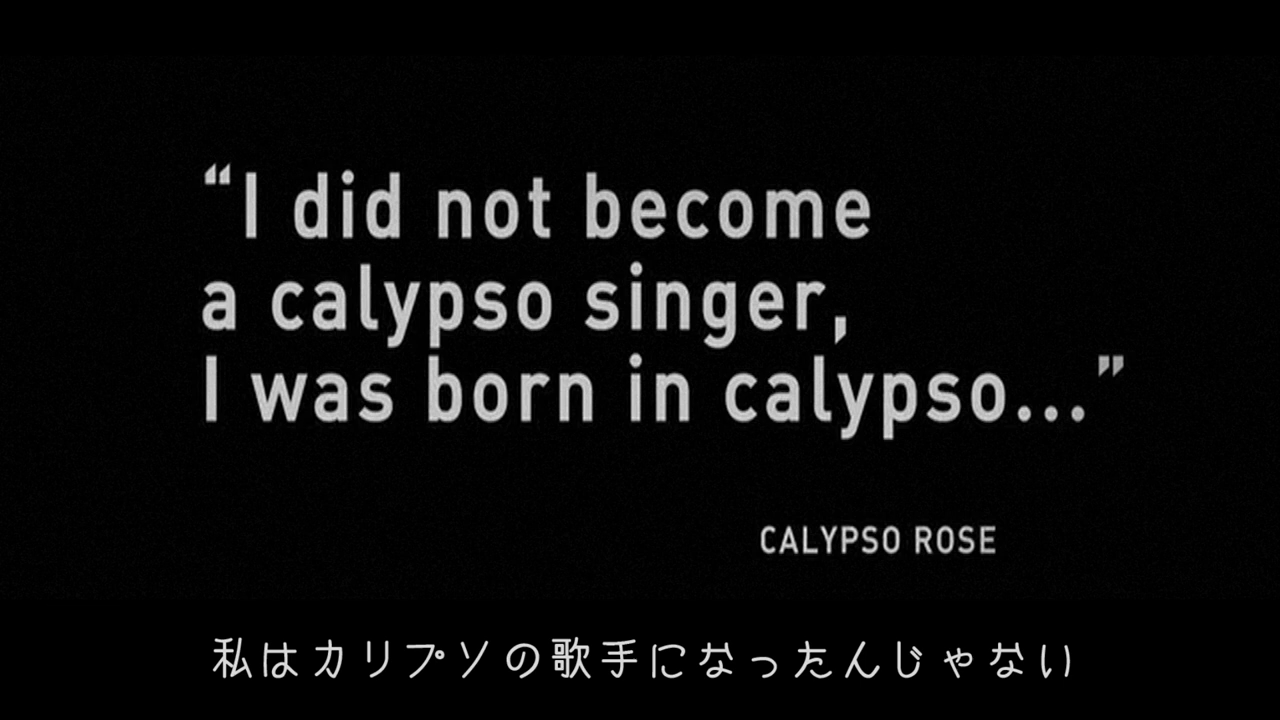 “I did not become
a calypso singer,
I was born in calypso...”
CALYPSO ROSE
私はカリプソの歌手になったんじゃない